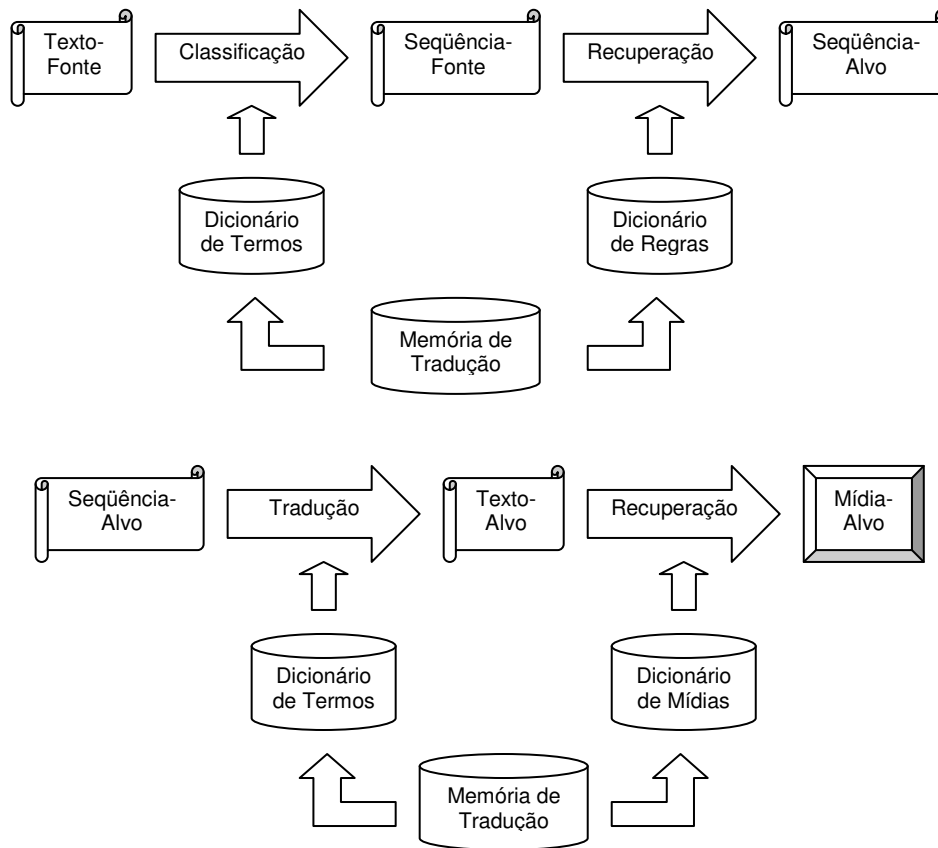 Texto-
Fonte
Classificação
Seqüência-
Fonte
Recuperação
Seqüência-
Alvo
Dicionário
de Termos
Dicionário
de Regras
Memória de
Tradução
Seqüência-
Alvo
Tradução
Texto-
Alvo
Recuperação
Mídia-
Alvo
Dicionário
de Termos
Dicionário
de Mídias
Memória de
Tradução